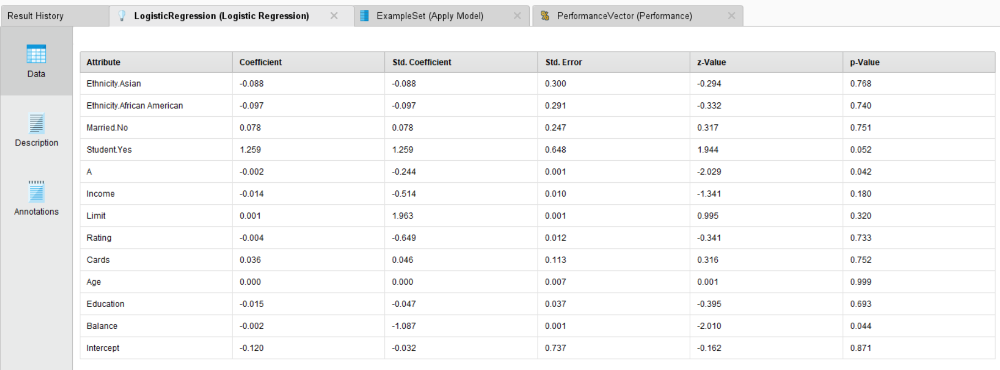 Result History LogisticRegression (Logistic Regression) ExampleSet (Apply Model) PerformanceVector (Performance)
Data
Description
Annotations
Attribute Coefficient Std. Coefficient Std. Error z-Value p-Value
Ethnicity.Asian -0.088 -0.088 0.300 -0.294 0.768
Ethnicity.African American -0.097 -0.097 0.291 -0.332 0.740
Married.No 0.078 0.078 0.247 0.317 0.751
Student.Yes 1.259 1.259 0.648 1.944 0.052
A -0.002 -0.244 0.001 -2.029 0.042
Income -0.014 -0.514 0.010 -1.341 0.180
Limit 0.001 1.963 0.001 0.995 0.320
Rating -0.004 -0.649 0.012 -0.341 0.733
Cards 0.036 0.046 0.113 0.316 0.752
Age 0.000 0.000 0.007 0.001 0.999
Education -0.015 -0.047 0.037 -0.395 0.693
Balance -0.002 -1.087 0.001 -2.010 0.044
Intercept -0.120 -0.032 0.737 -0.162 0.871